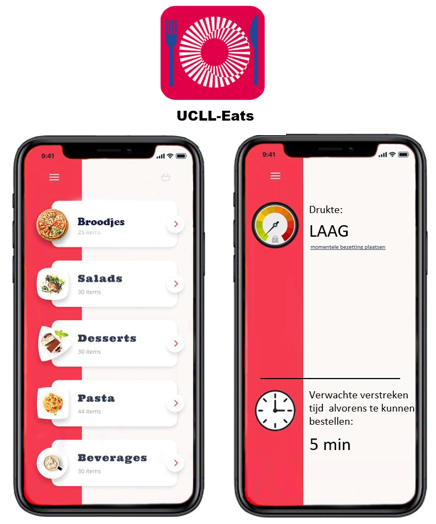 UCLL-Eats
9:41
Broodjes
25 items
Salads
30 items
Desserts
30 items
Pasta
44 items
Beverages
30 items
9:41
Drukte:
LAAG
momentele bezetting plaatsen
Verwachte verstreken
tijd alvorens te kunnen
bestellen:
5 min